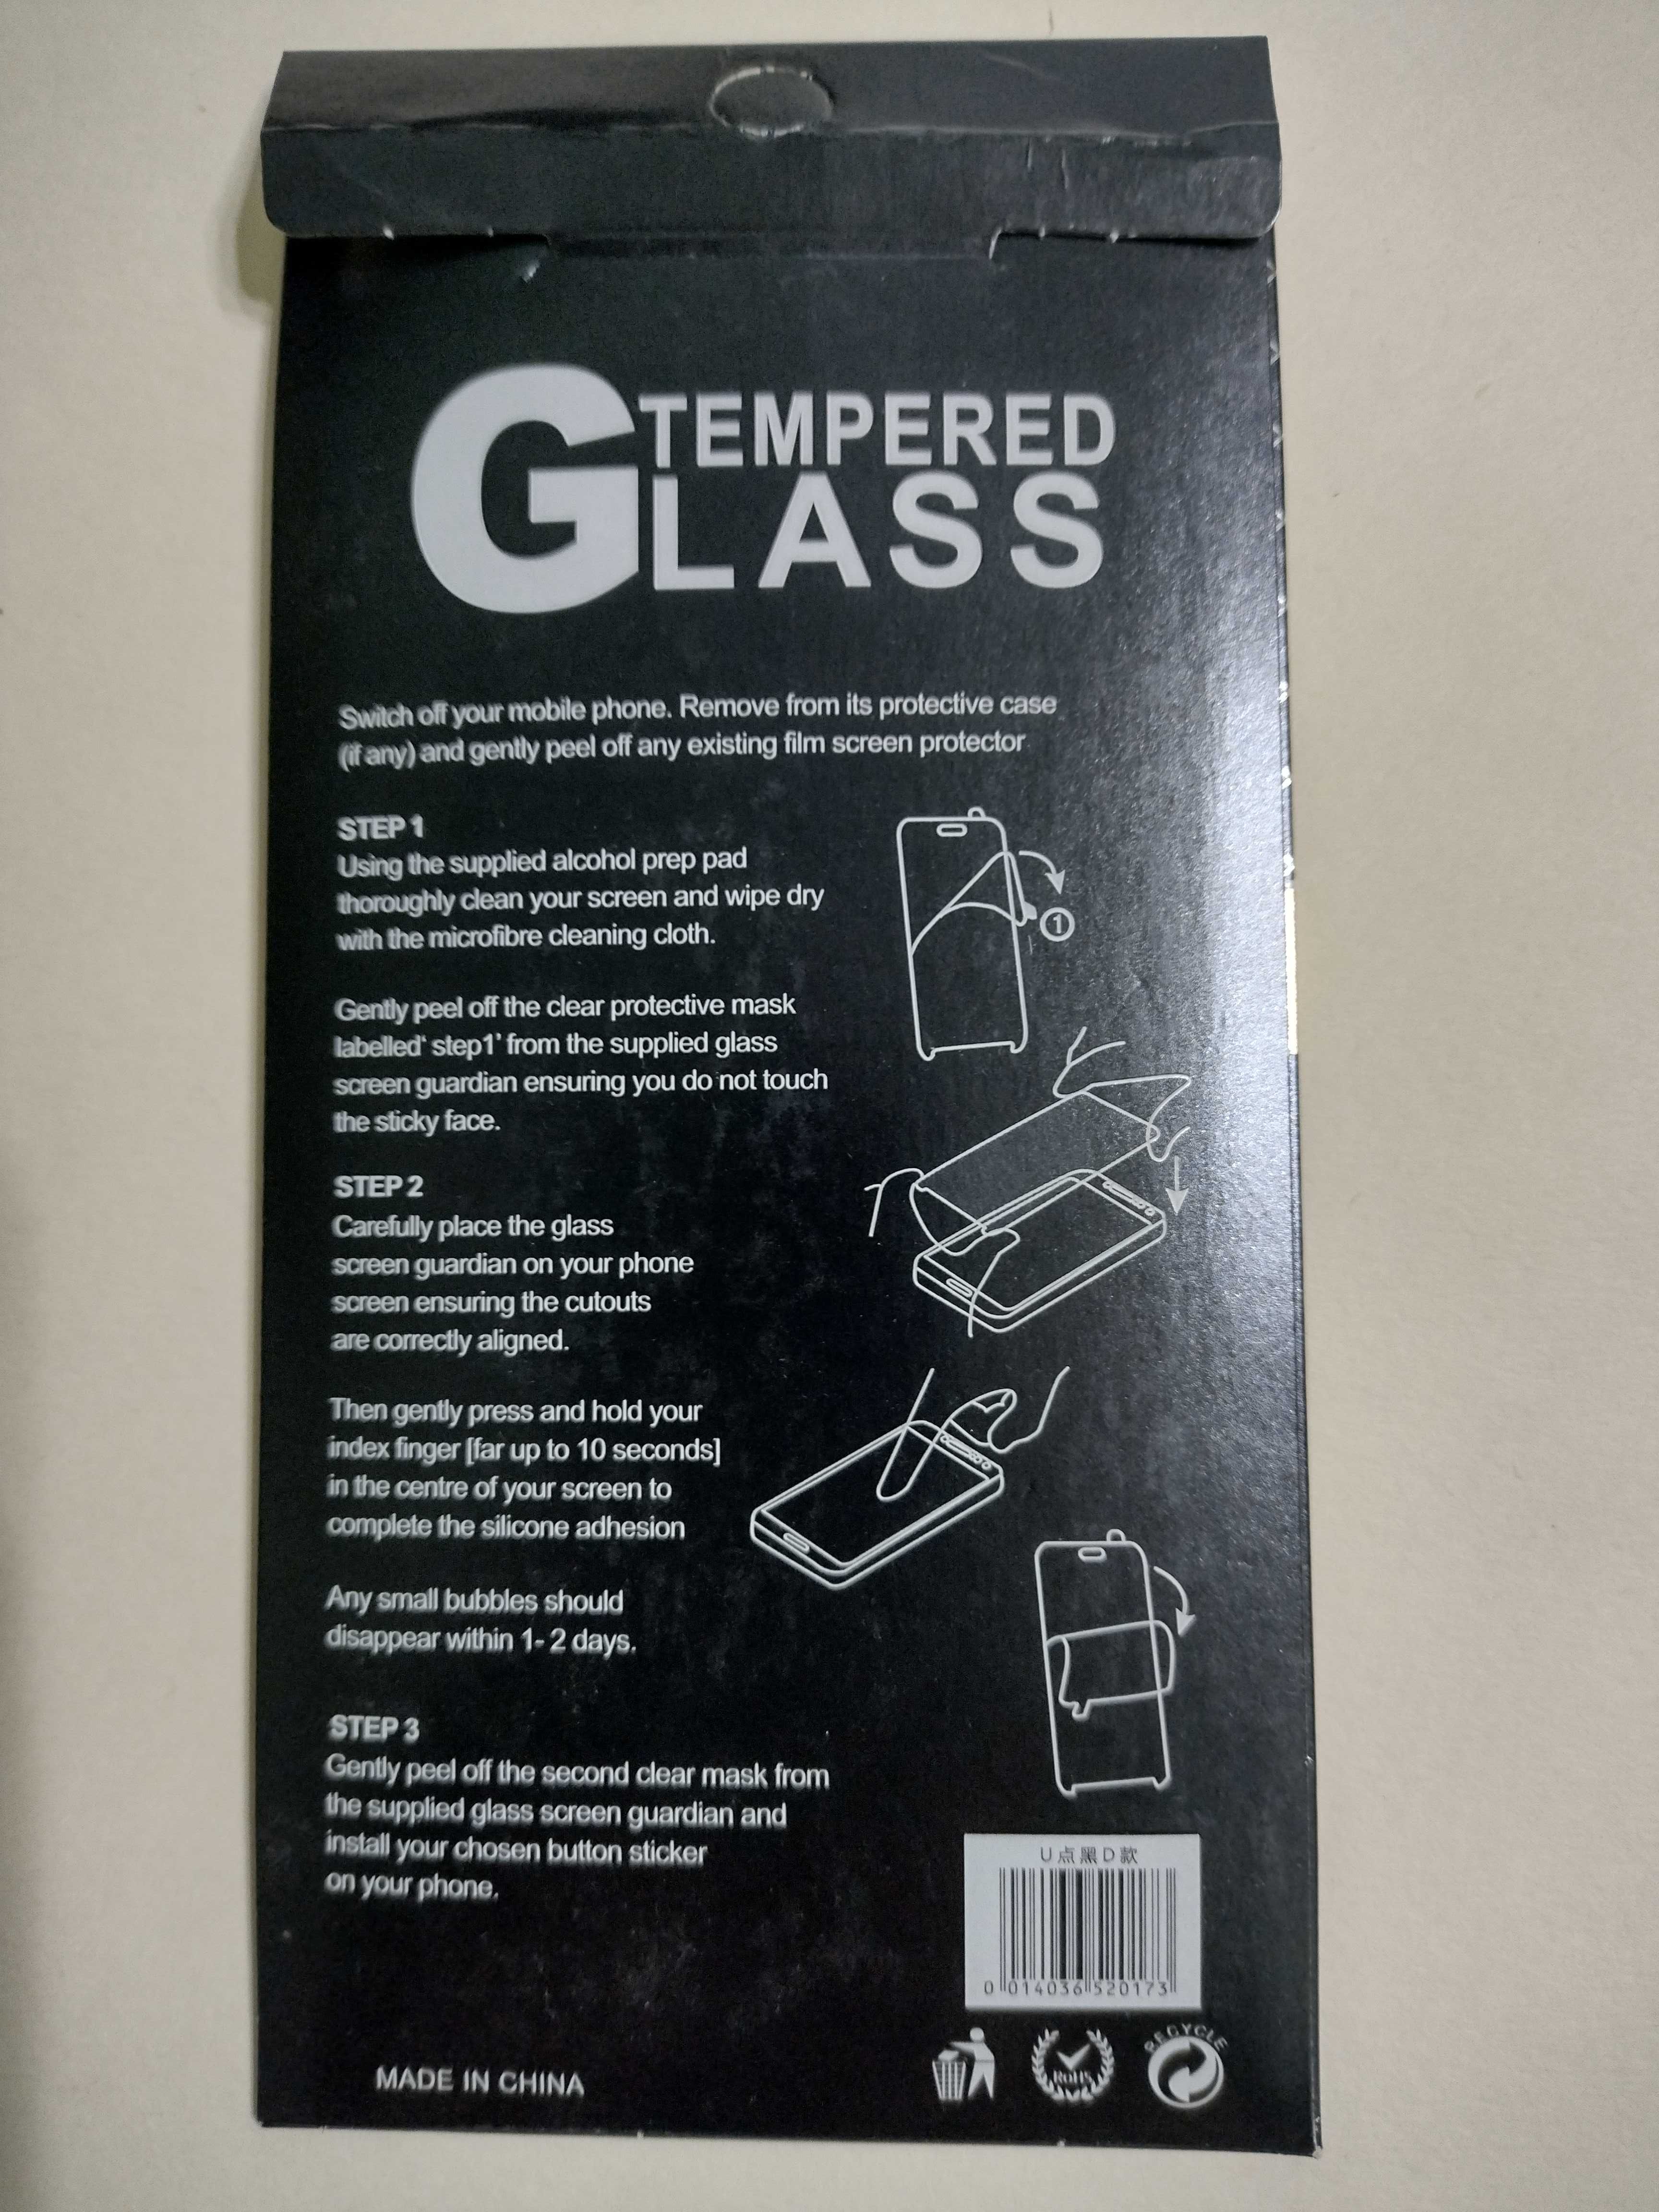 TEMPERED
GLASS
Switch off your mobile phone. Remove from its protective case
(if any) and gently peel off any existing film screen protector
STEP 1
Using the supplied alcohol prep pad
thoroughly clean your screen and wipe dry
with the microfibre cleaning cloth.
1
Gently peel off the clear protective mask
labelled‘ step1’ from the supplied glass
screen guardian ensuring you do not touch
the sticky face.
STEP 2
Carefully place the glass
screen guardian on your phone
screen ensuring the cutouts
are correctly aligned.
Then gently press and hold your
index finger [far up to 10 seconds]
in the centre of your screen to
complete the silicone adhesion
Any small bubbles should
disappear within 1- 2 days.
STEP 3
Gently peel off the second clear mask from
the supplied glass screen guardian and
install your chosen button sticker
on your phone.
U点黑D款
0 014036 520173
RECYCLE
RoHS
MADE IN CHINA